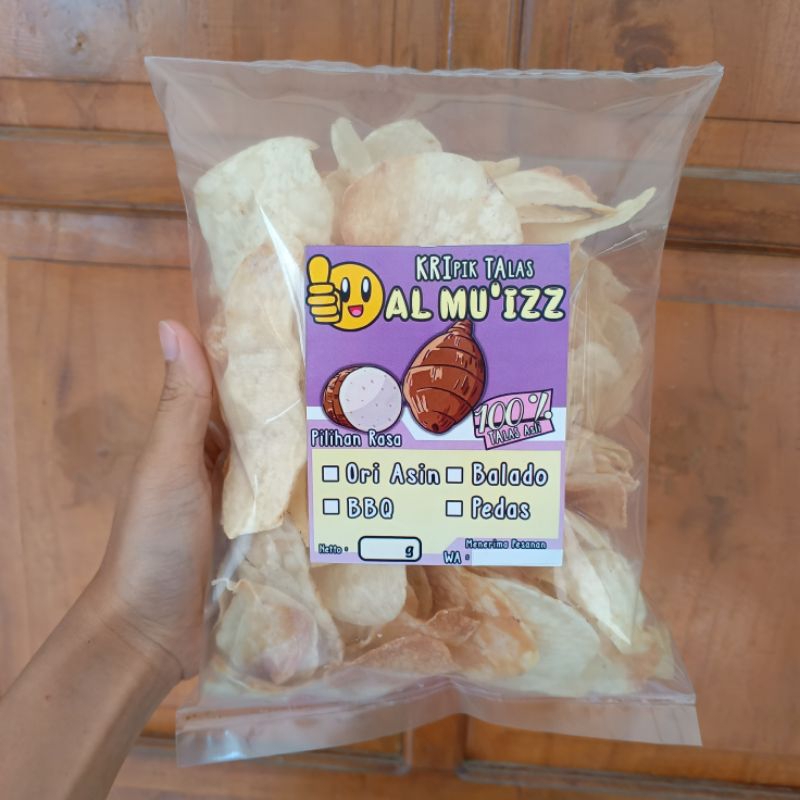 KRIPIK TALAS
AL MU'IZZ
100%
TALAS Asli
Pilihan Rasa
Ori Asin
Balado
BBQ
Pedas
Netto :
g
Menerima Pesanan
WA :